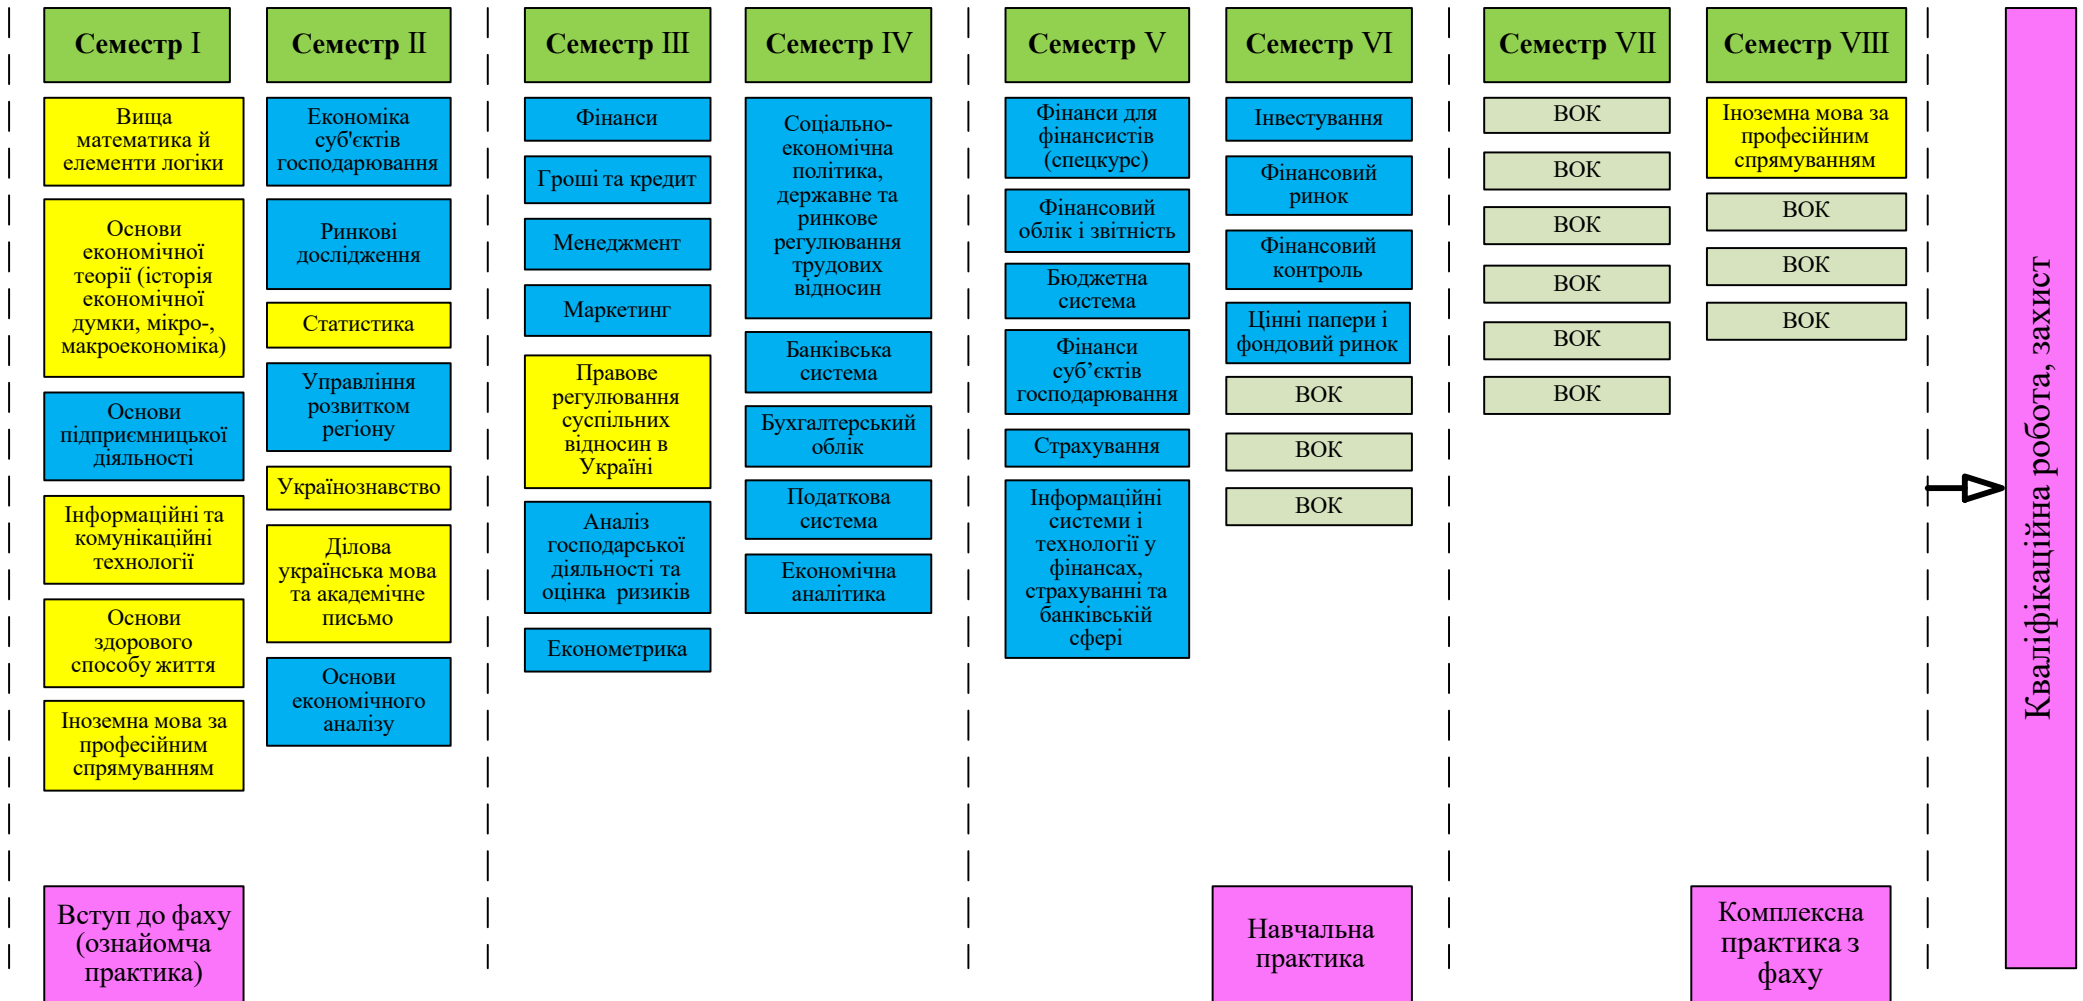 Семестр I
Семестр II
Семестр III
Семестр IV
Семестр V
Семестр VI
Семестр VII
Семестр VIII
Вища
математика й
елементи логіки
Основи
економічної
теорії (історія
економічної
думки, мікро-,
макроекономіка)
Основи
підприємницької
діяльності
Інформаційні та
комунікаційні
технології
Основи
здорового
способу життя
Іноземна мова за
професійним
спрямуванням
Вступ до фаху
(ознайомча
практика)
Економіка
суб'єктів
господарювання
Ринкові
дослідження
Статистика
Управління
розвитком
регіону
Українознавство
Ділова
українська мова
та академічне
письмо
Основи
економічного
аналізу
Фінанси
Гроші та кредит
Менеджмент
Маркетинг
Правове
регулювання
суспільних
відносин в
Україні
Аналіз
господарської
діяльності та
оцінка ризиків
Економетрика
Соціально-
економічна
політика,
державне та
ринкове
регулювання
трудових
відносин
Банківська
система
Бухгалтерський
облік
Податкова
система
Економічна
аналітика
Фінанси для
фінансистів
(спецкурс)
Фінансовий
облік і звітність
Бюджетна
система
Фінанси
суб’єктів
господарювання
Страхування
Інформаційні
системи і
технології у
фінансах,
страхуванні та
банківській
сфері
Інвестування
Фінансовий
ринок
Фінансовий
контроль
Цінні папери і
фондовий ринок
ВОК
ВОК
ВОК
Навчальна
практика
ВОК
ВОК
ВОК
ВОК
ВОК
ВОК
Іноземна мова за
професійним
спрямуванням
ВОК
ВОК
ВОК
Комплексна
практика з
фаху
Кваліфікаційна робота, захист